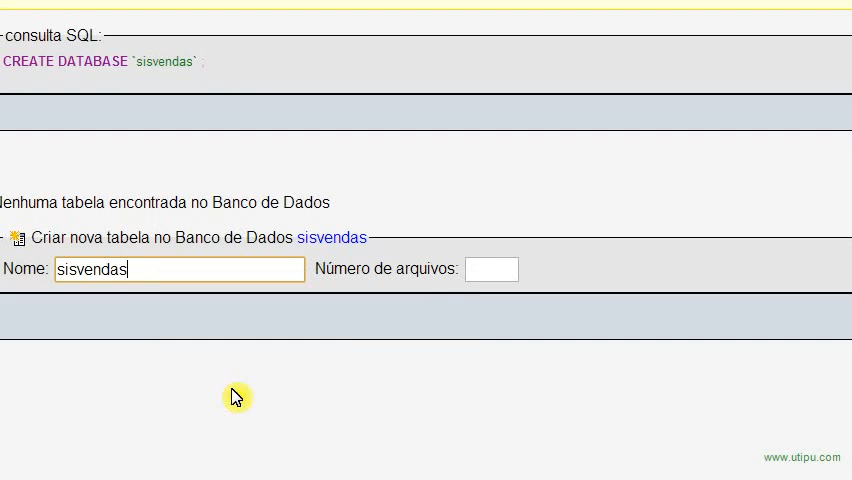 consulta SQL:
CREATE DATABASE `sisvendas` ;
Nenhuma tabela encontrada no Banco de Dados
Criar nova tabela no Banco de Dados sisvendas
Nome: sisvendas Número de arquivos:
www.utipu.com